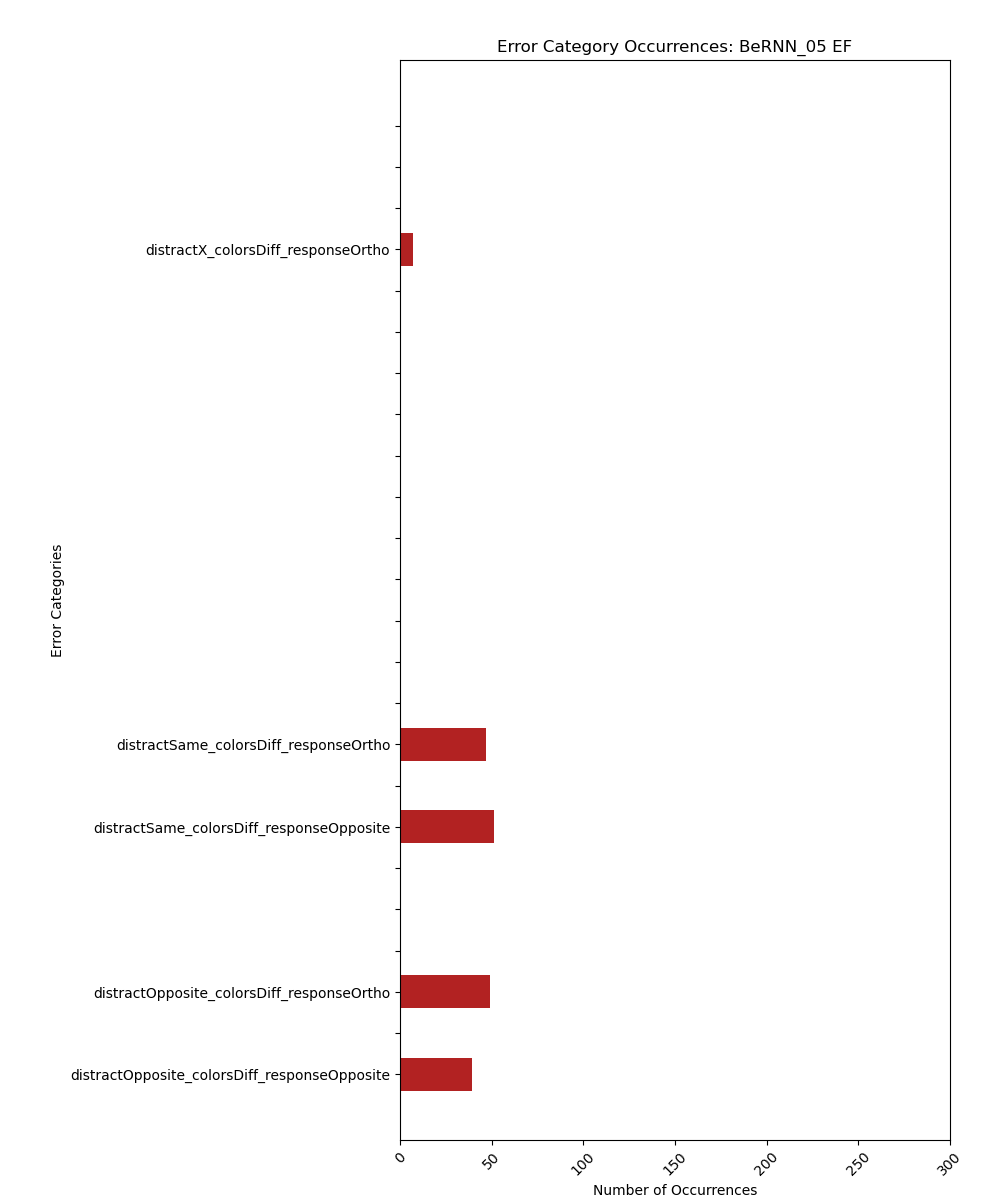 Error Category Occurrences: BeRNN_05 EF
distractX_colorsDiff_responseOrtho
Error Categories
distractSame_colorsDiff_responseOrtho
distractSame_colorsDiff_responseOpposite
distractOpposite_colorsDiff_responseOrtho
distractOpposite_colorsDiff_responseOpposite
0 50 100 150 200 250 300
Number of Occurrences